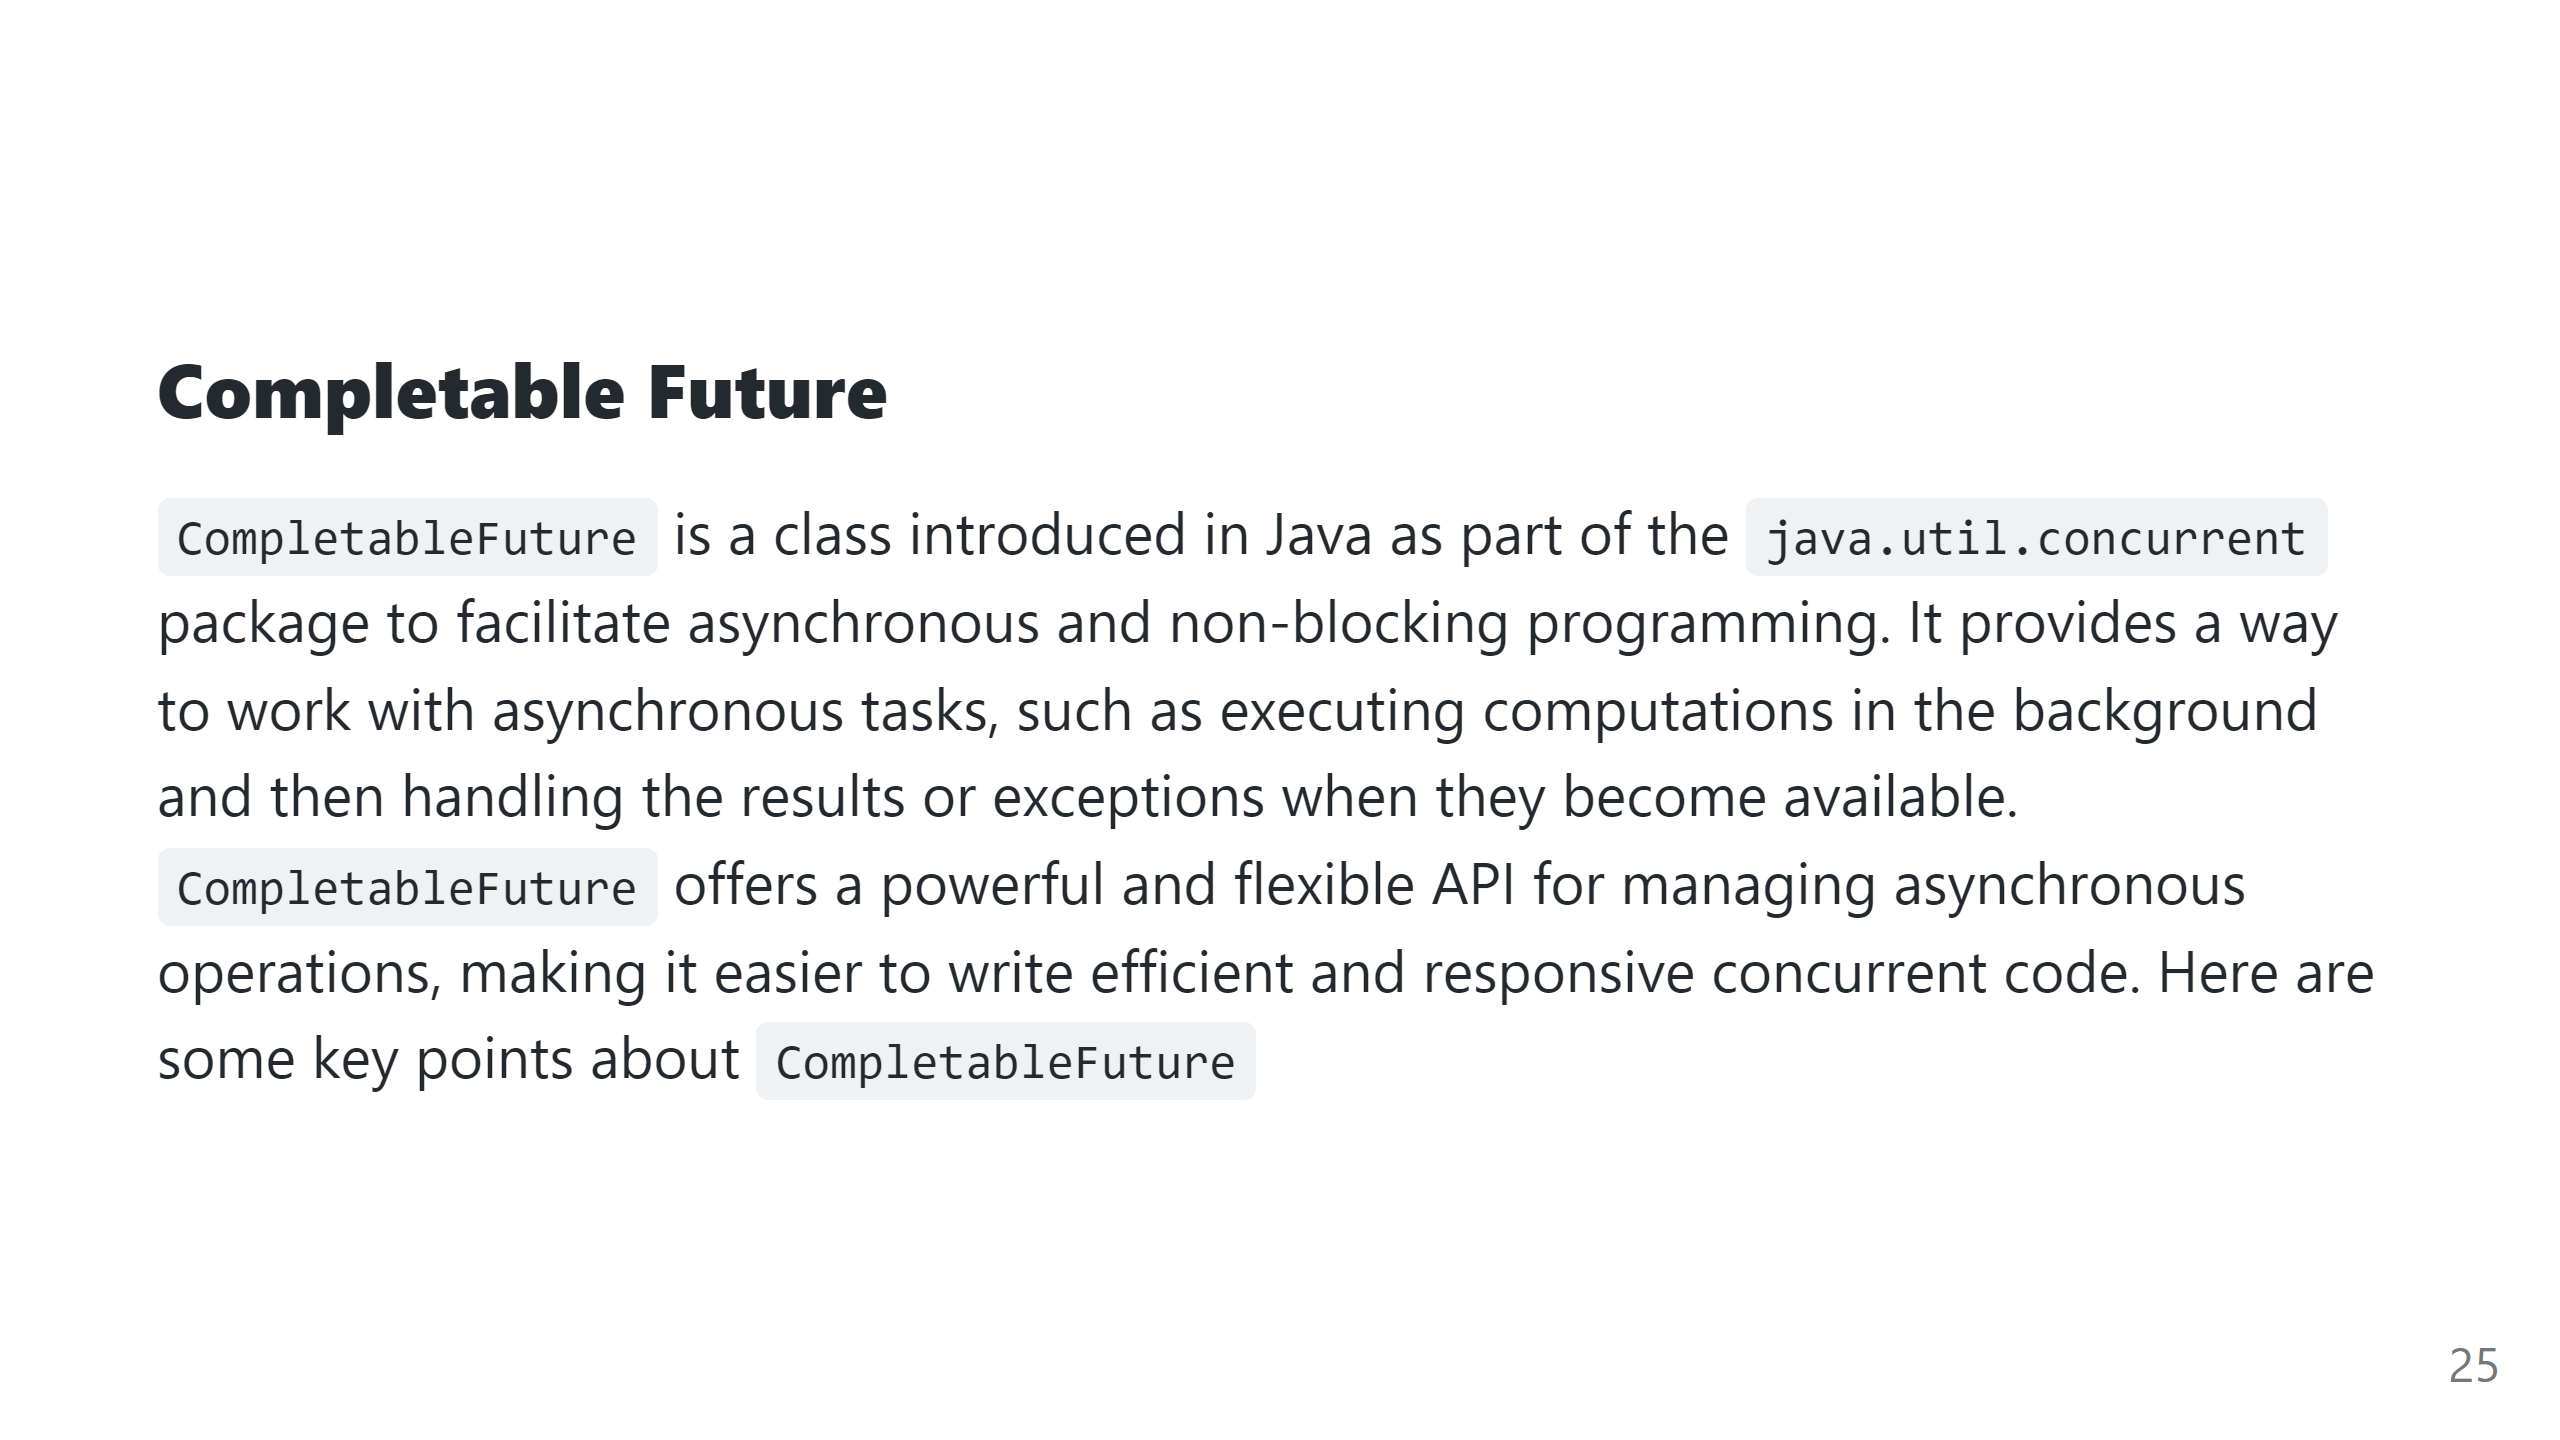 Completable Future
CompletableFuture is a class introduced in Java as part of the java.util.concurrent
package to facilitate asynchronous and non-blocking programming. It provides a way
to work with asynchronous tasks, such as executing computations in the background
and then handling the results or exceptions when they become available.
CompletableFuture offers a powerful and flexible API for managing asynchronous
operations, making it easier to write efficient and responsive concurrent code. Here are
some key points about CompletableFuture
25